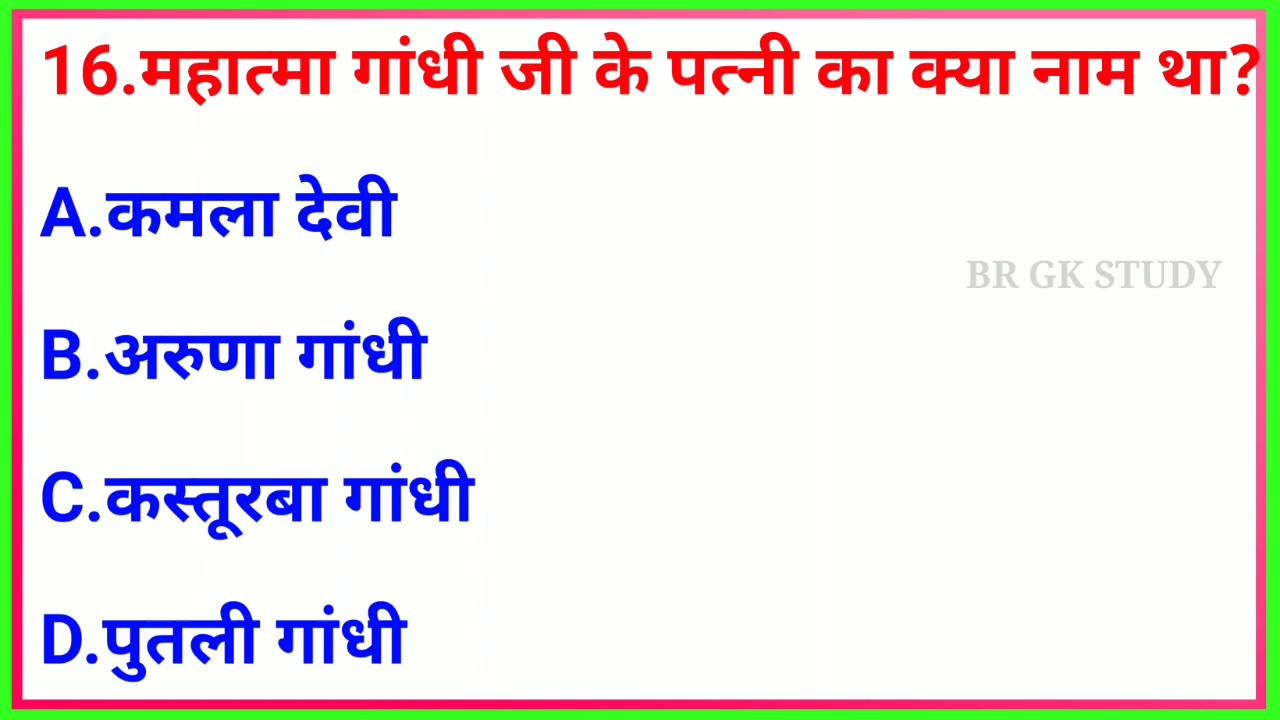 16.महात्मा गांधी जी के पत्नी का क्या नाम था?
A.कमला देवी
BR GK STUDY
B.अरुणा गांधी
C.कस्तूरबा गांधी
D.पुतली गांधी